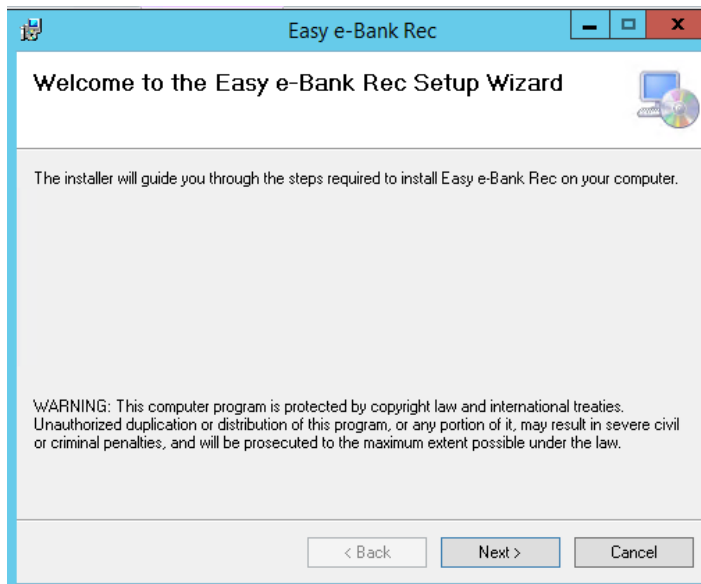 Easy e-Bank Rec
Welcome to the Easy e-Bank Rec Setup Wizard
The installer will guide you through the steps required to install Easy e-Bank Rec on your computer.
WARNING: This computer program is protected by copyright law and international treaties.
Unauthorized duplication or distribution of this program, or any portion of it, may result in severe civil
or criminal penalties, and will be prosecuted to the maximum extent possible under the law.
< Back Next > Cancel